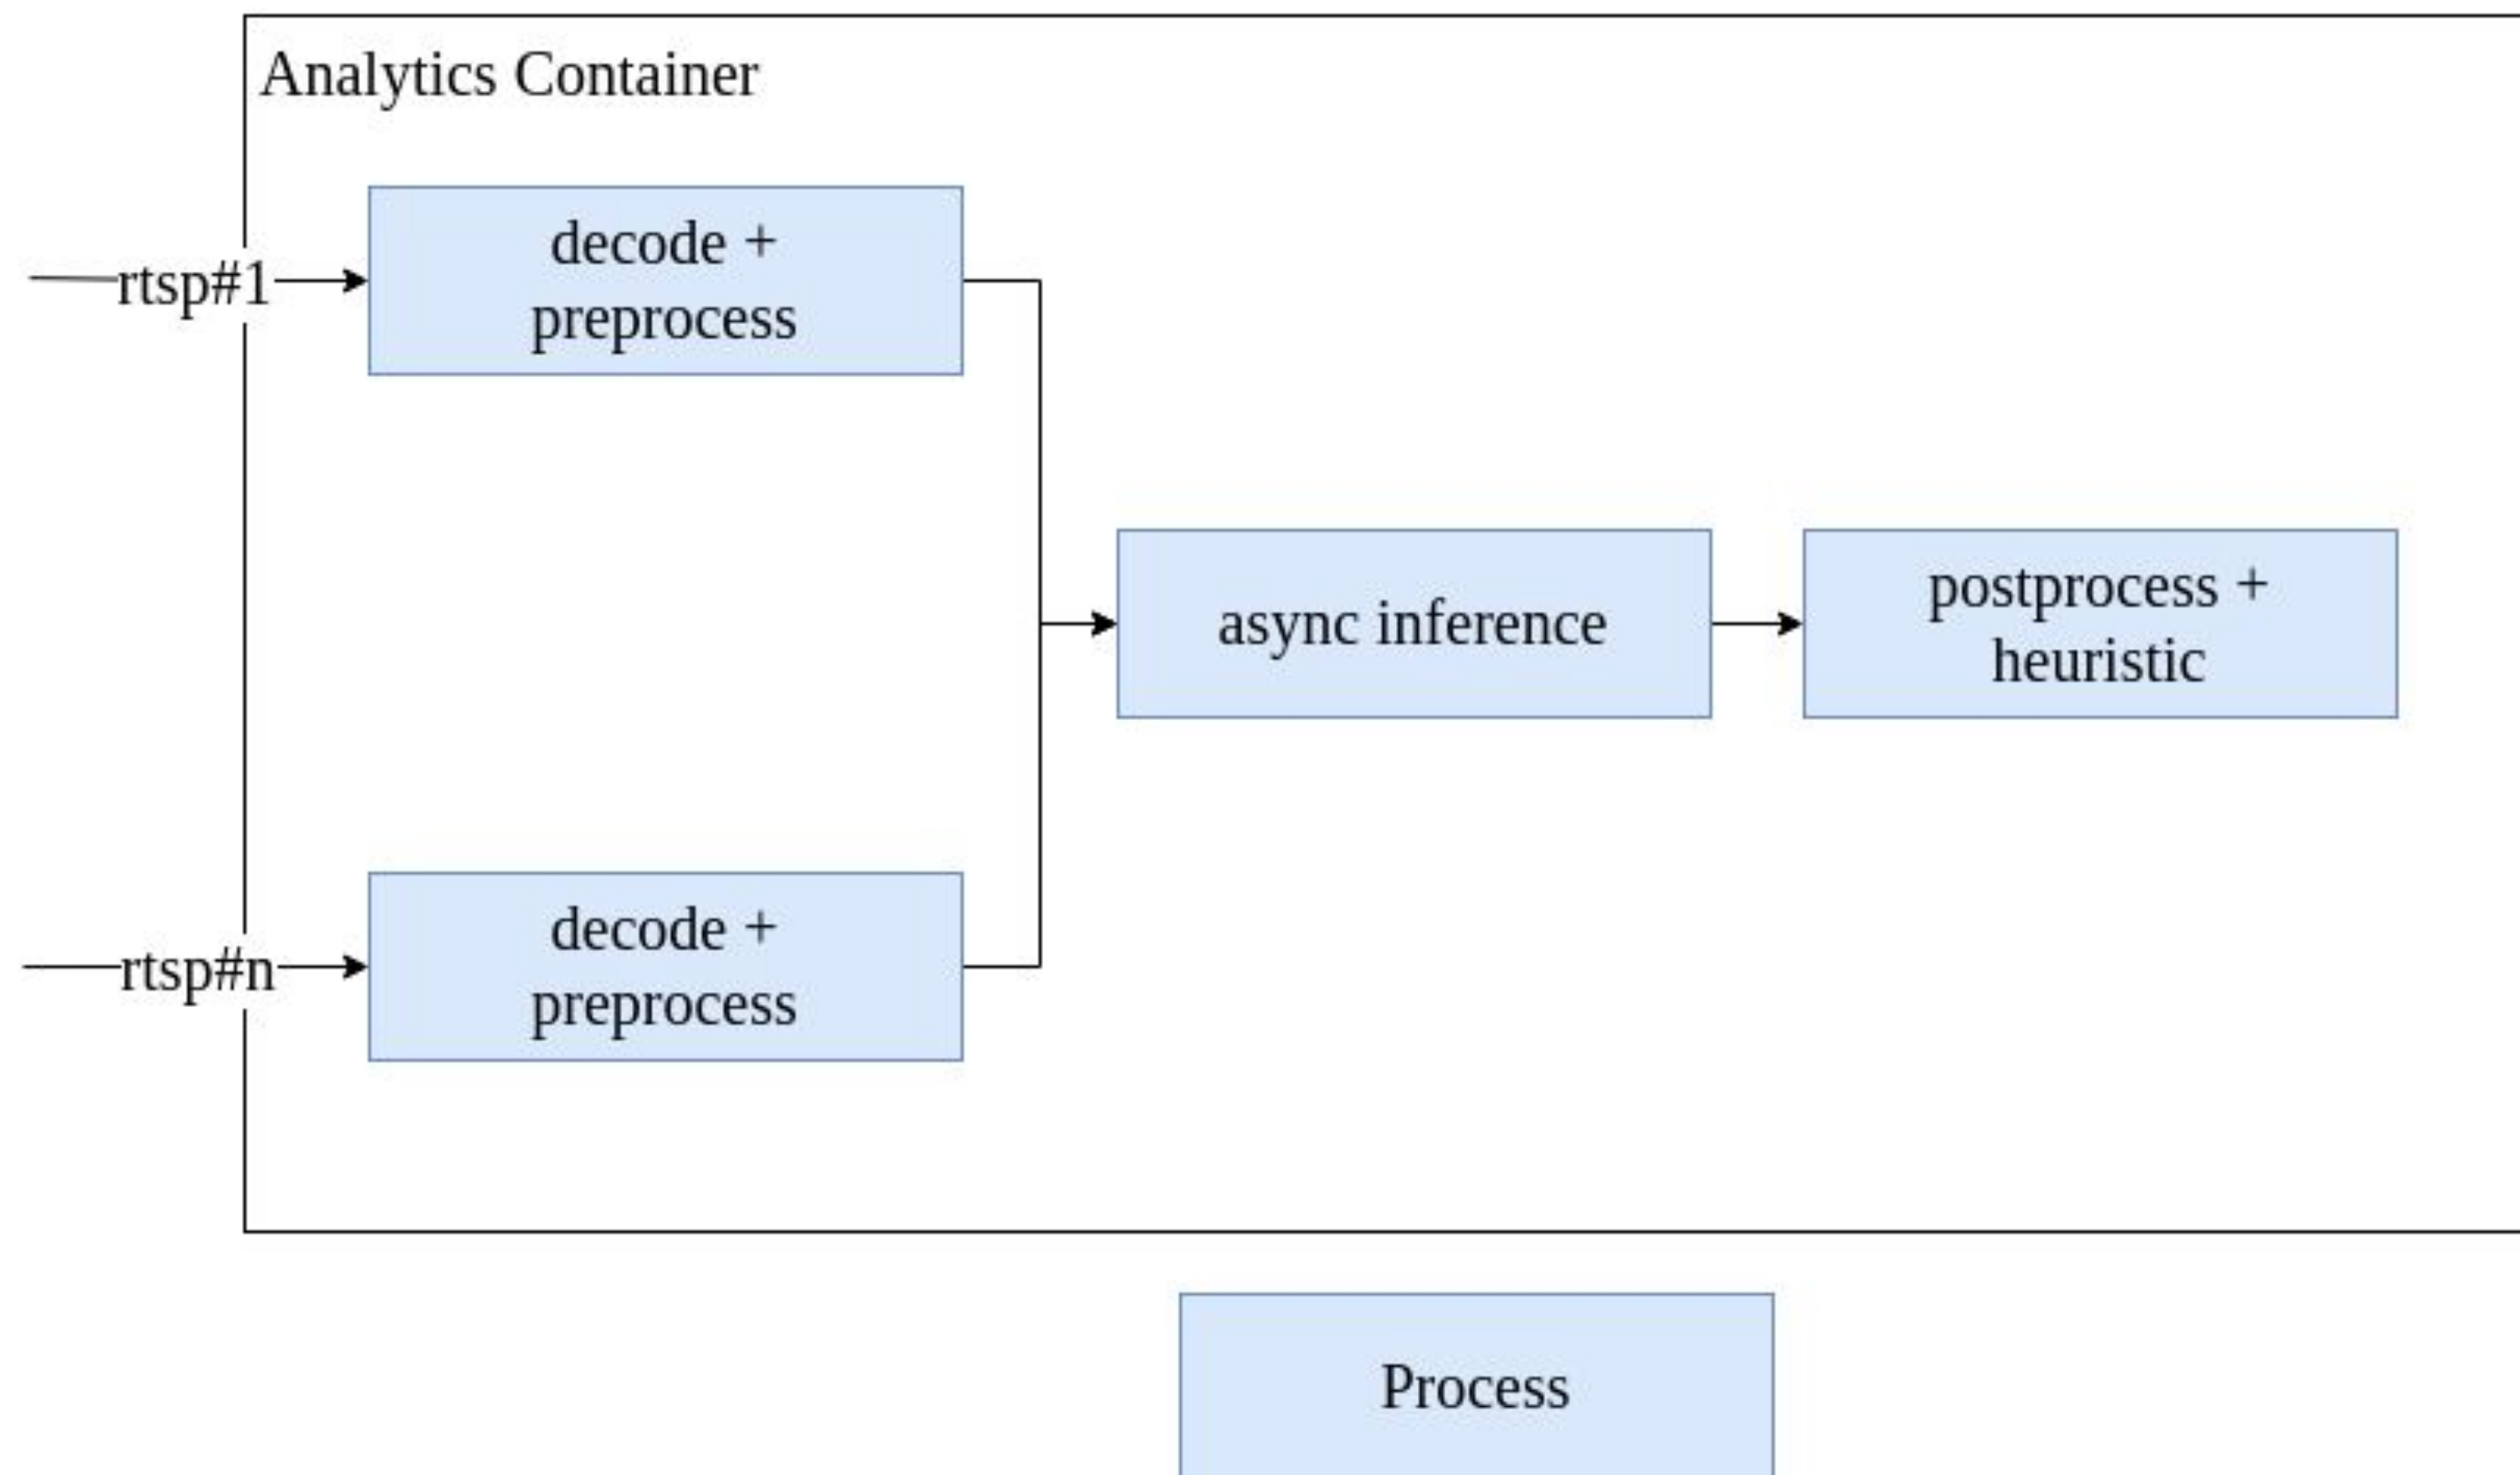 Analytics Container
rtsp#1
decode +
preprocess
async inference
postprocess +
heuristic
rtsp#n
decode +
preprocess
Process